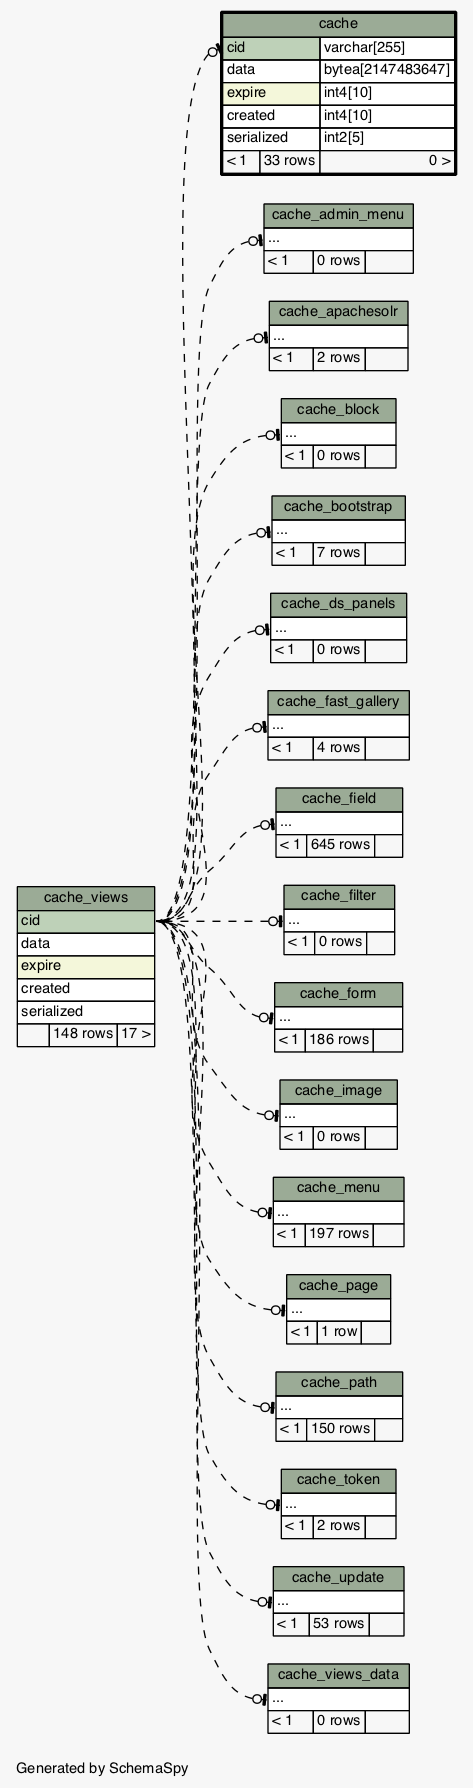 cache
cid varchar[255]
data bytea[2147483647]
expire int4[10]
created int4[10]
serialized int2[5]
< 1 33 rows 0 >
cache_admin_menu
...
< 1 0 rows
cache_apachesolr
...
< 1 2 rows
cache_block
...
< 1 0 rows
cache_bootstrap
...
< 1 7 rows
cache_ds_panels
...
< 1 0 rows
cache_fast_gallery
...
< 1 4 rows
cache_field
...
< 1 645 rows
cache_views
cid
data
expire
created
serialized
148 rows 17 >
cache_filter
...
< 1 0 rows
cache_form
...
< 1 186 rows
cache_image
...
< 1 0 rows
cache_menu
...
< 1 197 rows
cache_page
...
< 1 1 row
cache_path
...
< 1 150 rows
cache_token
...
< 1 2 rows
cache_update
...
< 1 53 rows
cache_views_data
...
< 1 0 rows
Generated by SchemaSpy